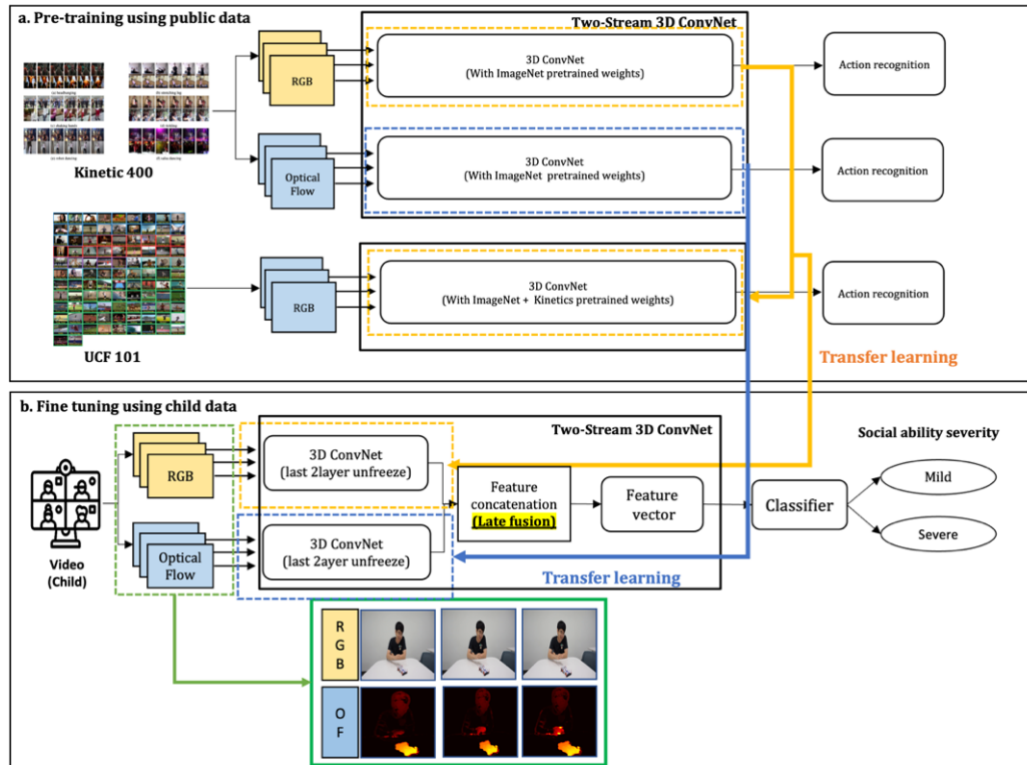 a. Pre-training using public data
Two-Stream 3D ConvNet
RGB
3D ConvNet
(With ImageNet pretrained weights)
Action recognition
Kinetic 400
Optical
Flow
3D ConvNet
(With ImageNet pretrained weights)
Action recognition
RGB
3D ConvNet
(With ImageNet + Kinetics pretrained weights)
Action recognition
UCF 101
Transfer learning
b. Fine tuning using child data
Two-Stream 3D ConvNet
Social ability severity
RGB
3D ConvNet
(last 2layer unfreeze)
Feature
concatenation
(Late fusion)
Feature
vector
Classifier
Mild
Severe
Video
(Child)
Optical
Flow
3D ConvNet
(last 2ayer unfreeze)
Transfer learning
R
G
B
O
F